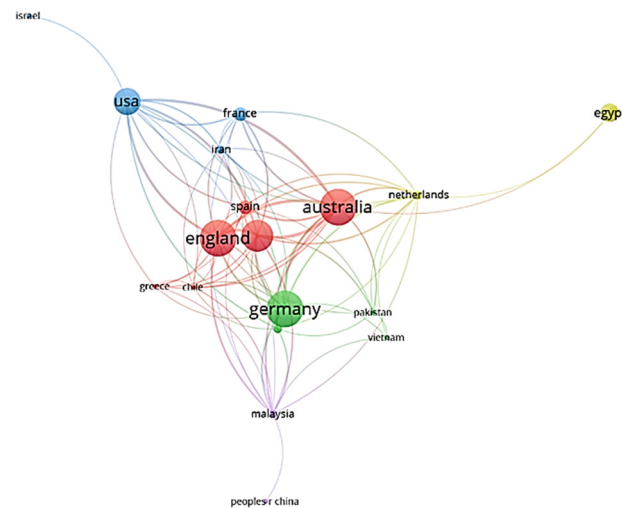 israel
usa
france
egyp
iran
netherlands
spain
australia
england
greece
chile
germany
pakistan
vietnam
malaysia
peoples r china